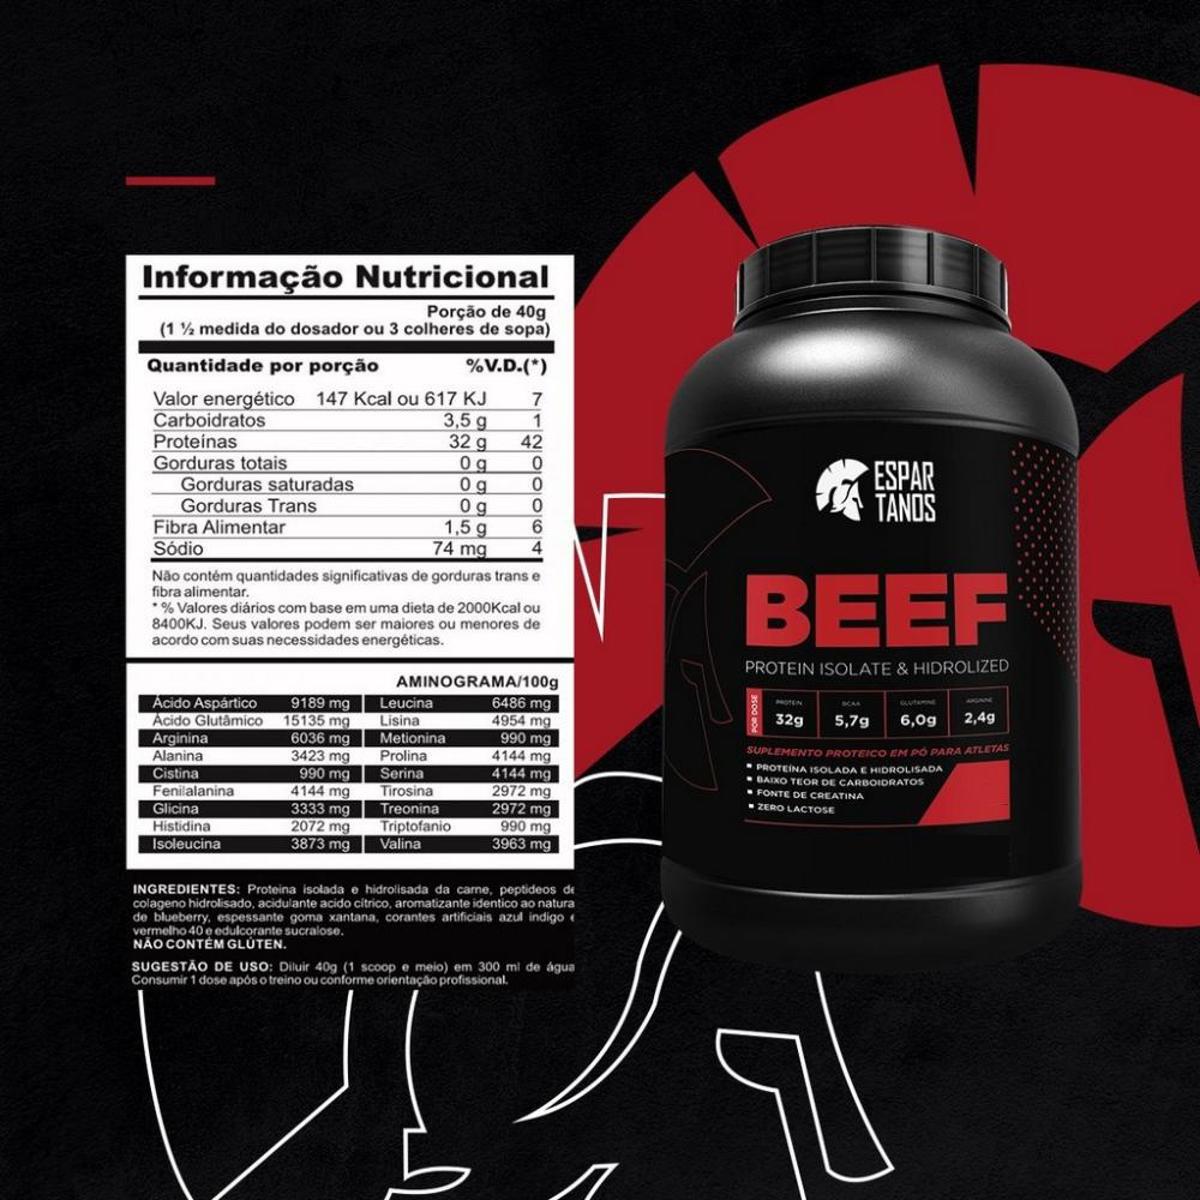 Informação Nutricional
Porção de 40g
(1 ½ medida do dosador ou 3 colheres de sopa)
Quantidade por porção %V.D.(*)
Valor energético 147 Kcal ou 617 KJ 7
Carboidratos 3,5 g 1
Proteínas 32 g 42
Gorduras totais 0 g 0
Gorduras saturadas 0 g 0
Gorduras Trans 0 g 0
Fibra Alimentar 1,5 g 6
Sódio 74 mg 4
Não contém quantidades significativas de gorduras trans e
fibra alimentar.
* % Valores diários com base em uma dieta de 2000Kcal ou
8400KJ. Seus valores podem ser maiores ou menores de
acordo com suas necessidades energéticas.
AMINOGRAMA/100g
Ácido Aspártico 9189 mg Leucina 6486 mg
Ácido Glutâmico 15135 mg Lisina 4954 mg
Arginina 6036 mg Metionina 990 mg
Alanina 3423 mg Prolina 4144 mg
Cistina 990 mg Serina 4144 mg
Fenilalanina 4144 mg Tirosina 2972 mg
Glicina 3333 mg Treonina 2972 mg
Histidina 2072 mg Triptofanio 990 mg
Isoleucina 3873 mg Valina 3963 mg
INGREDIENTES: Proteina isolada e hidrolisada da carne, peptideos de
colageno hidrolisado, acidulante acido cítrico, aromatizante identico ao natura
de blueberry, espessante goma xantana, corantes artificiais azul indigo e
vermelho 40 e edulcorante sucralose.
NÃO CONTÉM GLÚTEN.
SUGESTÃO DE USO: Diluir 40g (1 scoop e meio) em 300 ml de água
Consumir 1 dose após o treino ou conforme orientação profissional.
ESPAR
TANOS
BEEF
PROTEIN ISOLATE & HIDROLIZED
POR DOSE
PROTEIN BCAA GLUTAMINE ARGININE
32g 5,7g 6,0g 2,4g
SUPLEMENTO PROTEICO EM PÓ PARA ATLETAS
PROTEÍNA ISOLADA E HIDROLISADA
BAIXO TEOR DE CARBOIDRATOS
FONTE DE CREATINA
ZERO LACTOSE